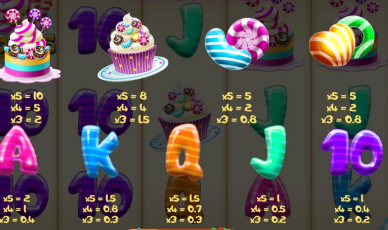 x5 = 10
x4 = 5
x3 = 2
x5 = 8
x4 = 4
x3 = 1.5
x5 = 5
x4 = 2
x3 = 0.8
x5 = 5
x4 = 2
x3 = 0.8
A
K
Q
J
10
x5 = 2
x4 = 1
x3 = 0.4
x5 = 1.5
x4 = 0.8
x3 = 0.3
x5 = 1.5
x4 = 0.7
x3 = 0.3
x5 = 1
x4 = 0.5
x3 = 0.2
x5 = 1
x4 = 0.4
x3 = 0.2